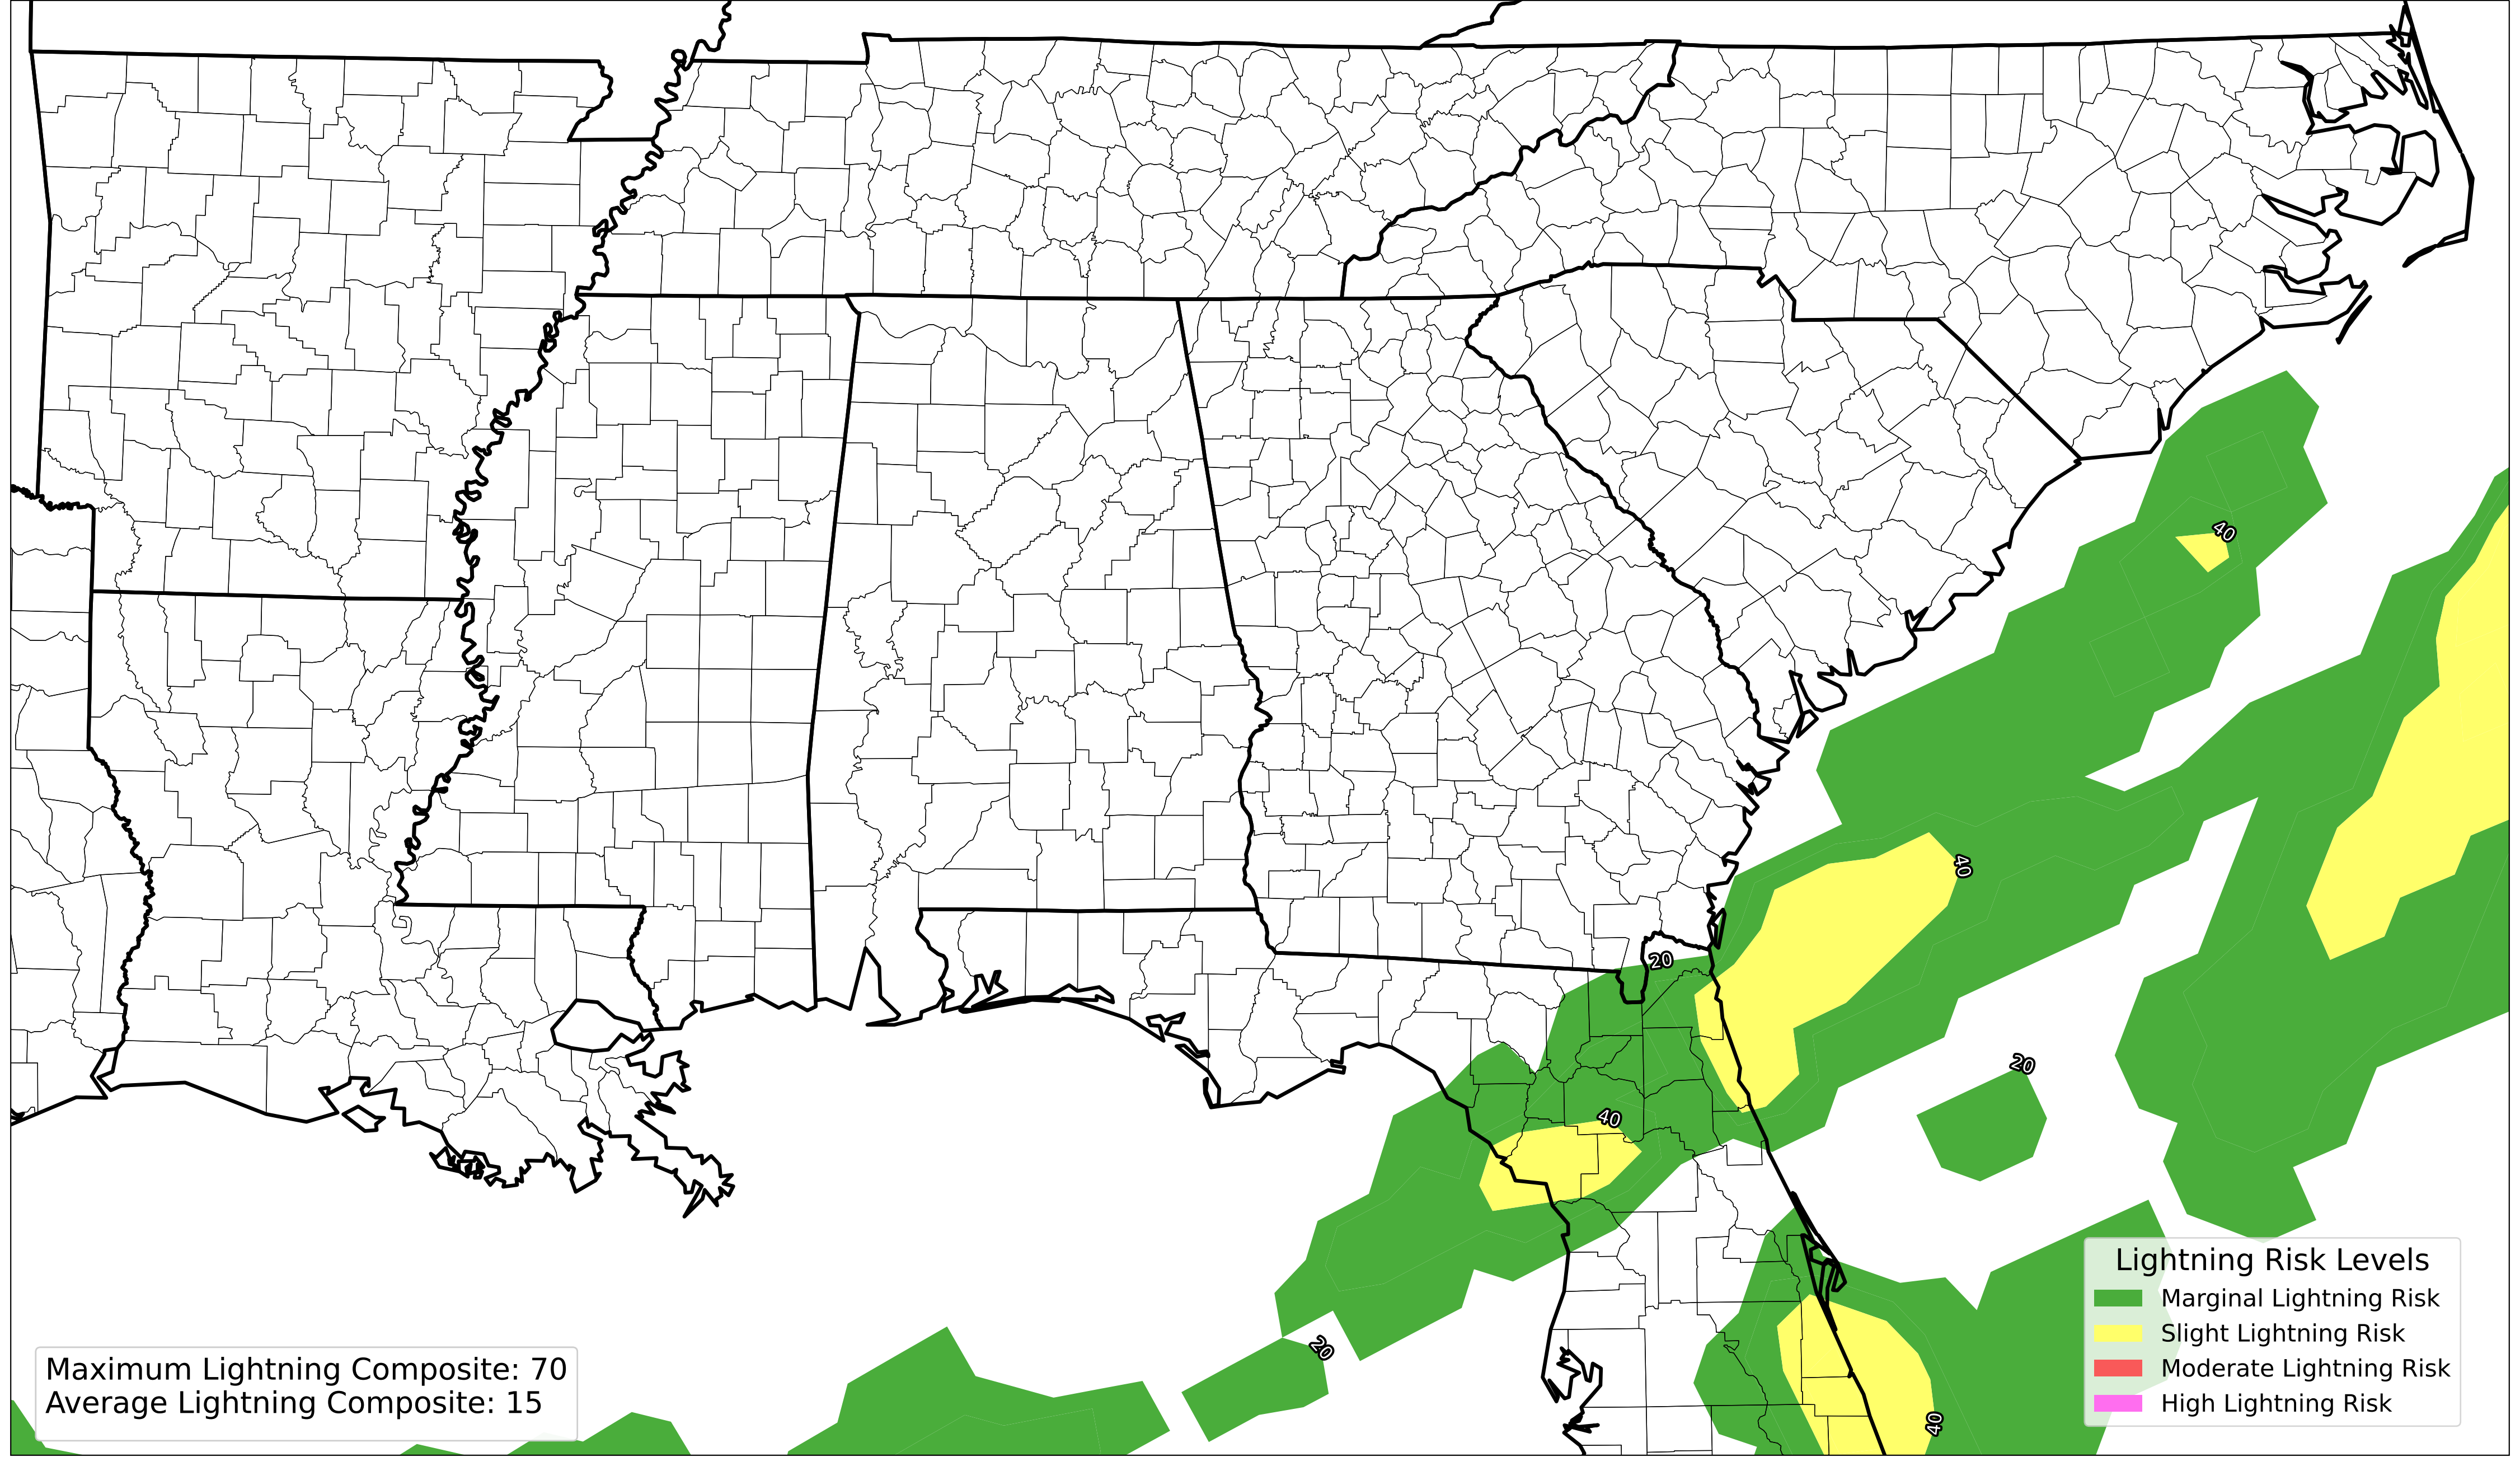 40
40
20
20
40
20
40
Maximum Lightning Composite: 70
Average Lightning Composite: 15
Lightning Risk Levels
Marginal Lightning Risk
Slight Lightning Risk
Moderate Lightning Risk
High Lightning Risk